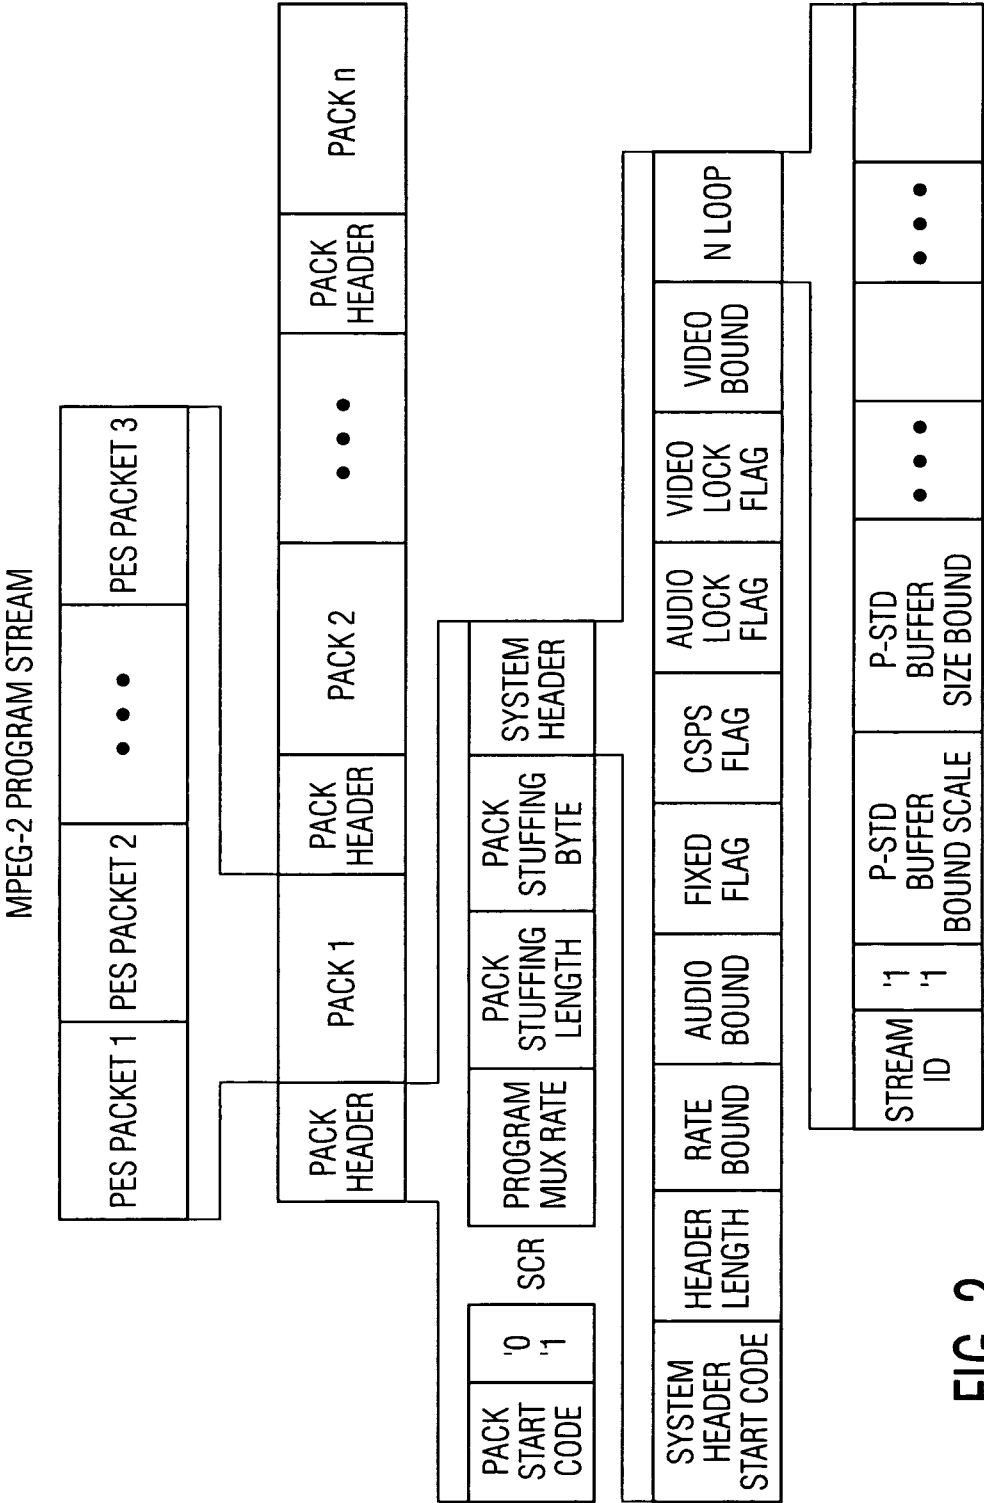 MPEG-2 PROGRAM STREAM
PES PACKET 1
PES PACKET 2
• • •
PES PACKET 3
PACK
HEADER
PACK 1
PACK
HEADER
PACK 2
• • •
PACK
HEADER
PACK n
PACK
START
CODE
'0
'1
SCR
PROGRAM
MUX RATE
PACK
STUFFING
LENGTH
PACK
STUFFING
BYTE
SYSTEM
HEADER
SYSTEM
HEADER
START CODE
HEADER
LENGTH
RATE
BOUND
AUDIO
BOUND
FIXED
FLAG
CSPS
FLAG
AUDIO
LOCK
FLAG
VIDEO
LOCK
FLAG
VIDEO
BOUND
N LOOP
STREAM
ID
'1
'1
P-STD
BUFFER
BOUND SCALE
P-STD
BUFFER
SIZE BOUND
• • •
• • •
FIG. 2